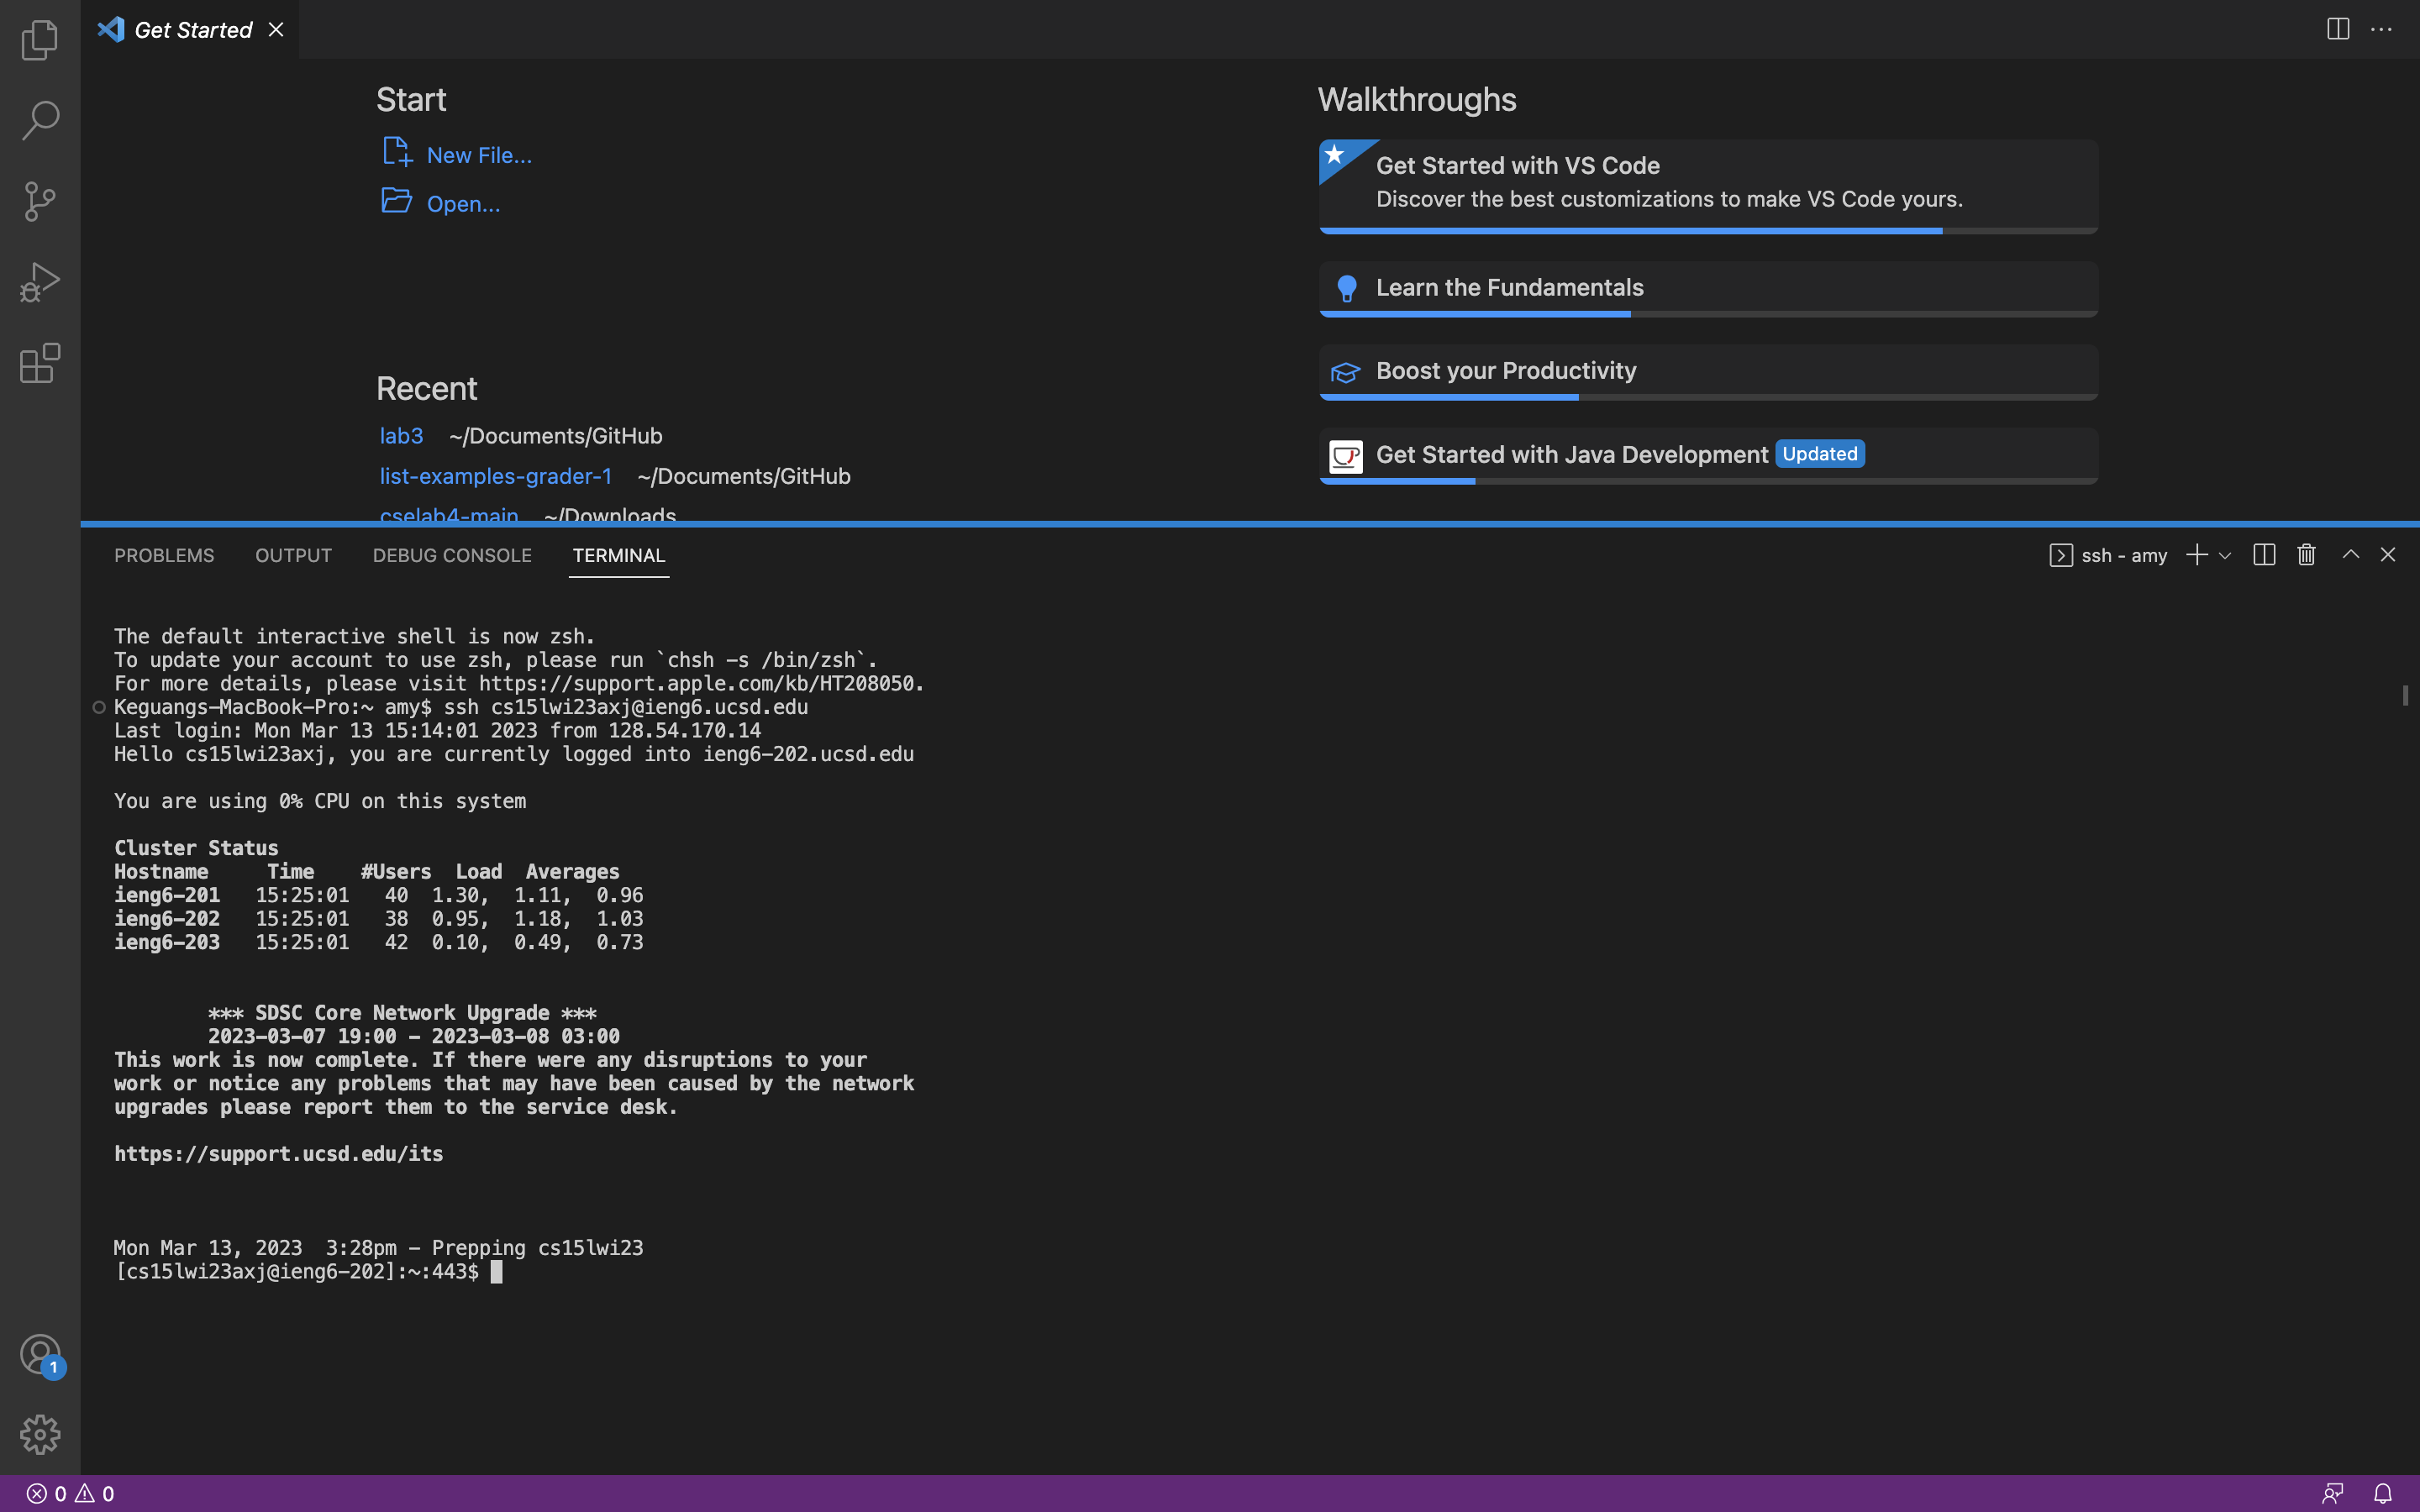 Get Started
Start
New File...
Open...
Recent
lab3 ~/Documents/GitHub
list-examples-grader-1 ~/Documents/GitHub
cselab4-main ~/Downloads
Walkthroughs
Get Started with VS Code
Discover the best customizations to make VS Code yours.
Learn the Fundamentals
Boost your Productivity
Get Started with Java Development Updated
PROBLEMS OUTPUT DEBUG CONSOLE TERMINAL
ssh - amy
The default interactive shell is now zsh.
To update your account to use zsh, please run `chsh -s /bin/zsh`.
For more details, please visit https://support.apple.com/kb/HT208050.
Keguangs-MacBook-Pro:~ amy$ ssh cs15lwi23axj@ieng6.ucsd.edu
Last login: Mon Mar 13 15:14:01 2023 from 128.54.170.14
Hello cs15lwi23axj, you are currently logged into ieng6-202.ucsd.edu
You are using 0% CPU on this system
Cluster Status
Hostname Time #Users Load Averages
ieng6-201 15:25:01 40 1.30, 1.11, 0.96
ieng6-202 15:25:01 38 0.95, 1.18, 1.03
ieng6-203 15:25:01 42 0.10, 0.49, 0.73
*** SDSC Core Network Upgrade ***
2023-03-07 19:00 - 2023-03-08 03:00
This work is now complete. If there were any disruptions to your
work or notice any problems that may have been caused by the network
upgrades please report them to the service desk.
https://support.ucsd.edu/its
Mon Mar 13, 2023 3:28pm - Prepping cs15lwi23
[cs15lwi23axj@ieng6-202]:~:443$
1
0 0